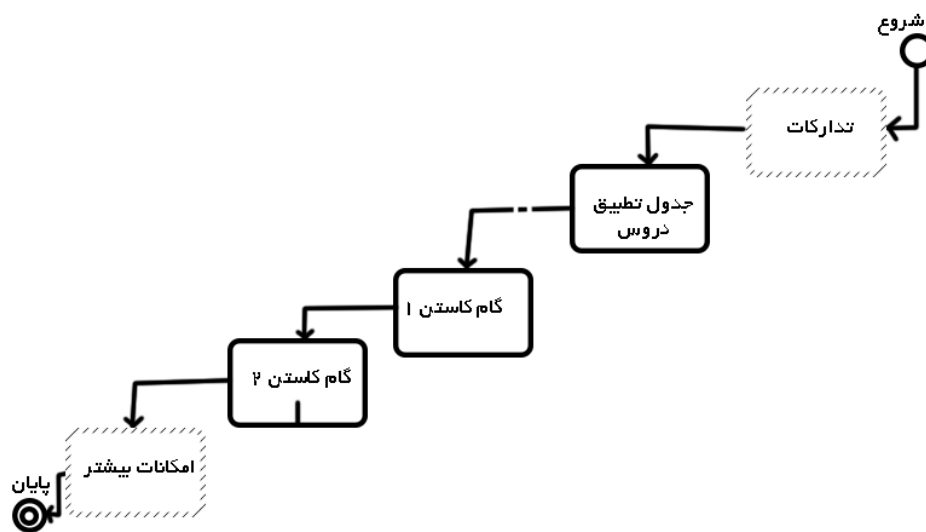 شروع
تدارکات
جدول تطبیق
دروس
گام کاستن ۱
گام کاستن ۲
امکانات بیشتر
پایان